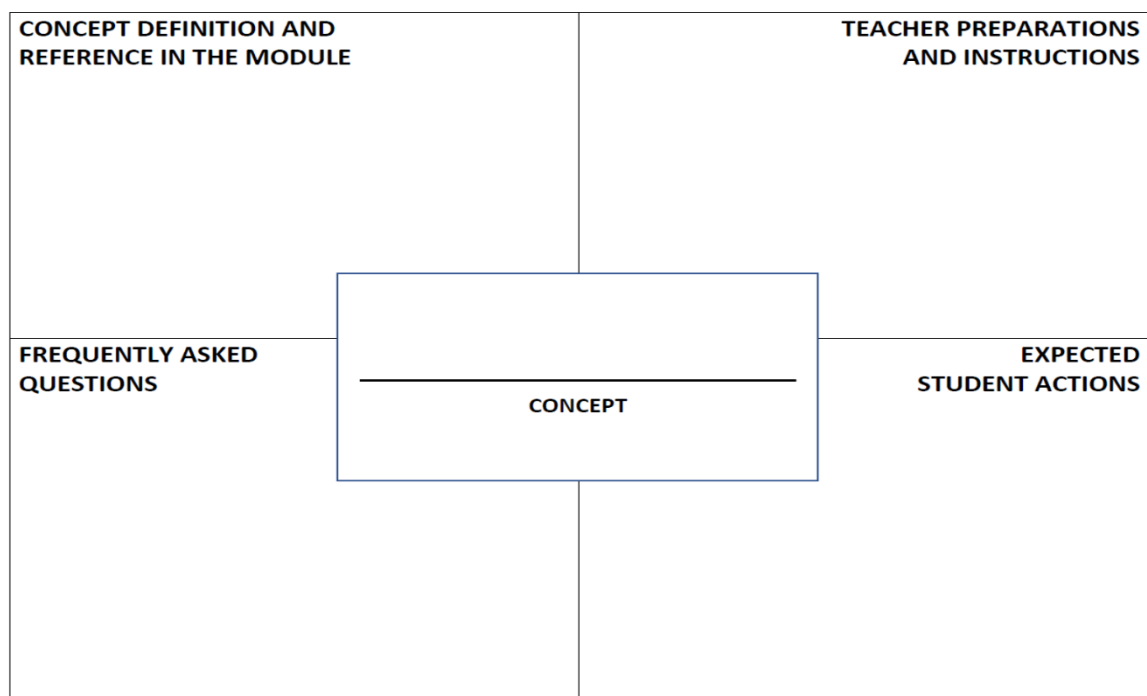 CONCEPT DEFINITION AND
REFERENCE IN THE MODULE
TEACHER PREPARATIONS
AND INSTRUCTIONS
FREQUENTLY ASKED
QUESTIONS
CONCEPT
EXPECTED
STUDENT ACTIONS